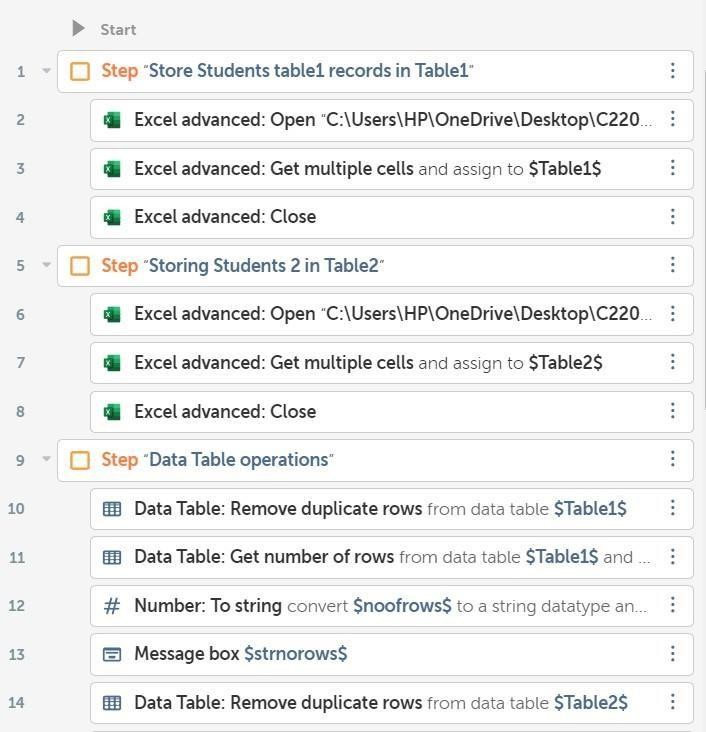 Start
1 Step “Store Students table1 records in Table1”
2 Excel advanced: Open “C:\Users\HP\OneDrive\Desktop\C220...
3 Excel advanced: Get multiple cells and assign to $Table1$
4 Excel advanced: Close
5 Step “Storing Students 2 in Table2”
6 Excel advanced: Open “C:\Users\HP\OneDrive\Desktop\C220...
7 Excel advanced: Get multiple cells and assign to $Table2$
8 Excel advanced: Close
9 Step “Data Table operations”
10 Data Table: Remove duplicate rows from data table $Table1$
11 Data Table: Get number of rows from data table $Table1$ and ...
12 # Number: To string convert $noofrows$ to a string datatype an...
13 Message box $strnorows$
14 Data Table: Remove duplicate rows from data table $Table2$